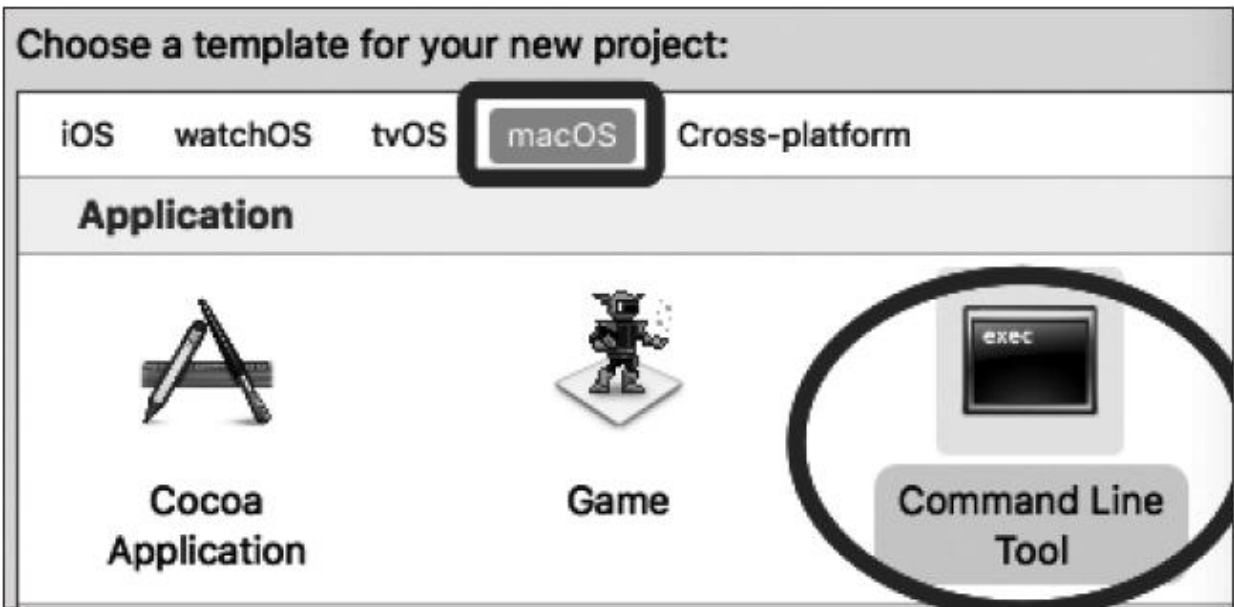 Choose a template for your new project:
iOS watchOS tvOS macOS Cross-platform
Application
exec
Cocoa Application
Game
Command Line Tool